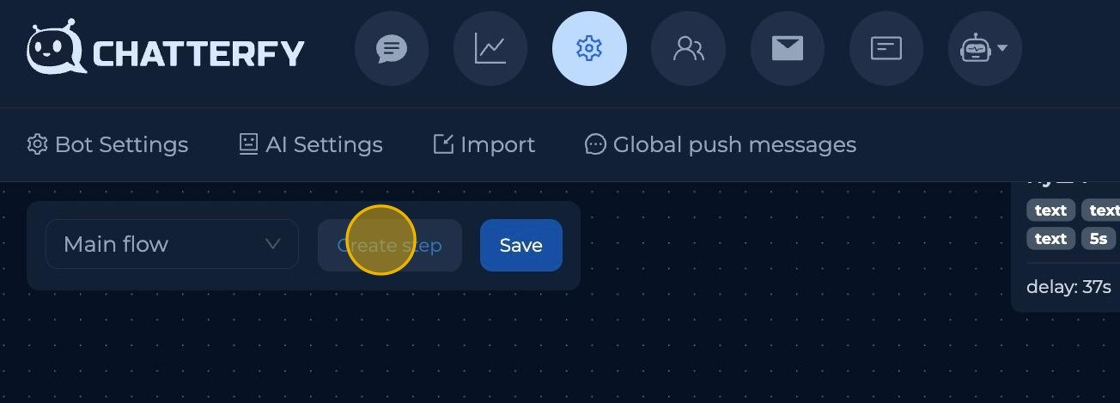 CHATTERFY
Bot Settings AI Settings Import Global push messages
Main flow Create step Save
text text
text 5s
delay: 37s